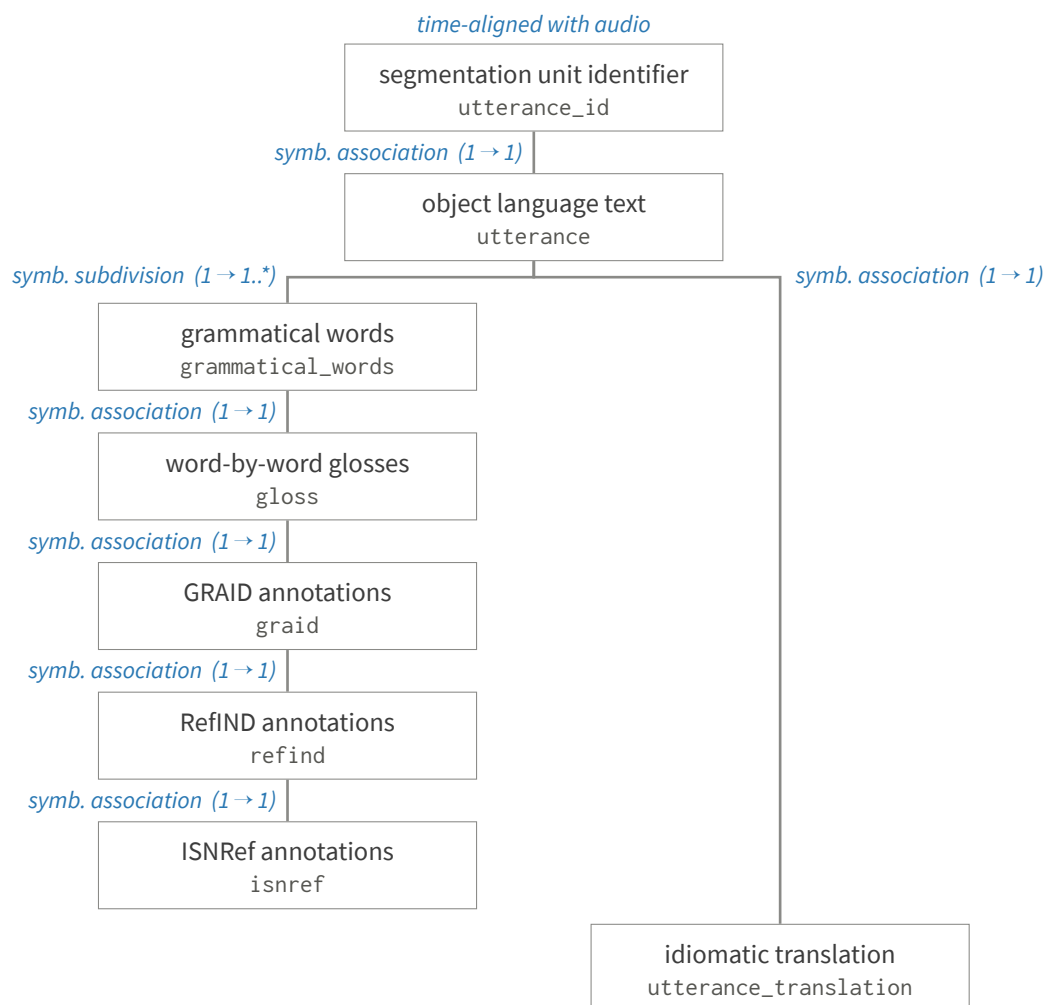 time-aligned with audio
segmentation unit identifier
utterance_id
symb. association (1 → 1)
object language text
utterance
symb. subdivision (1 → 1..*)
symb. association (1 → 1)
grammatical words
grammatical_words
symb. association (1 → 1)
word-by-word glosses
gloss
symb. association (1 → 1)
GRAID annotations
graid
symb. association (1 → 1)
RefIND annotations
refind
symb. association (1 → 1)
ISNRef annotations
isnref
idiomatic translation
utterance_translation